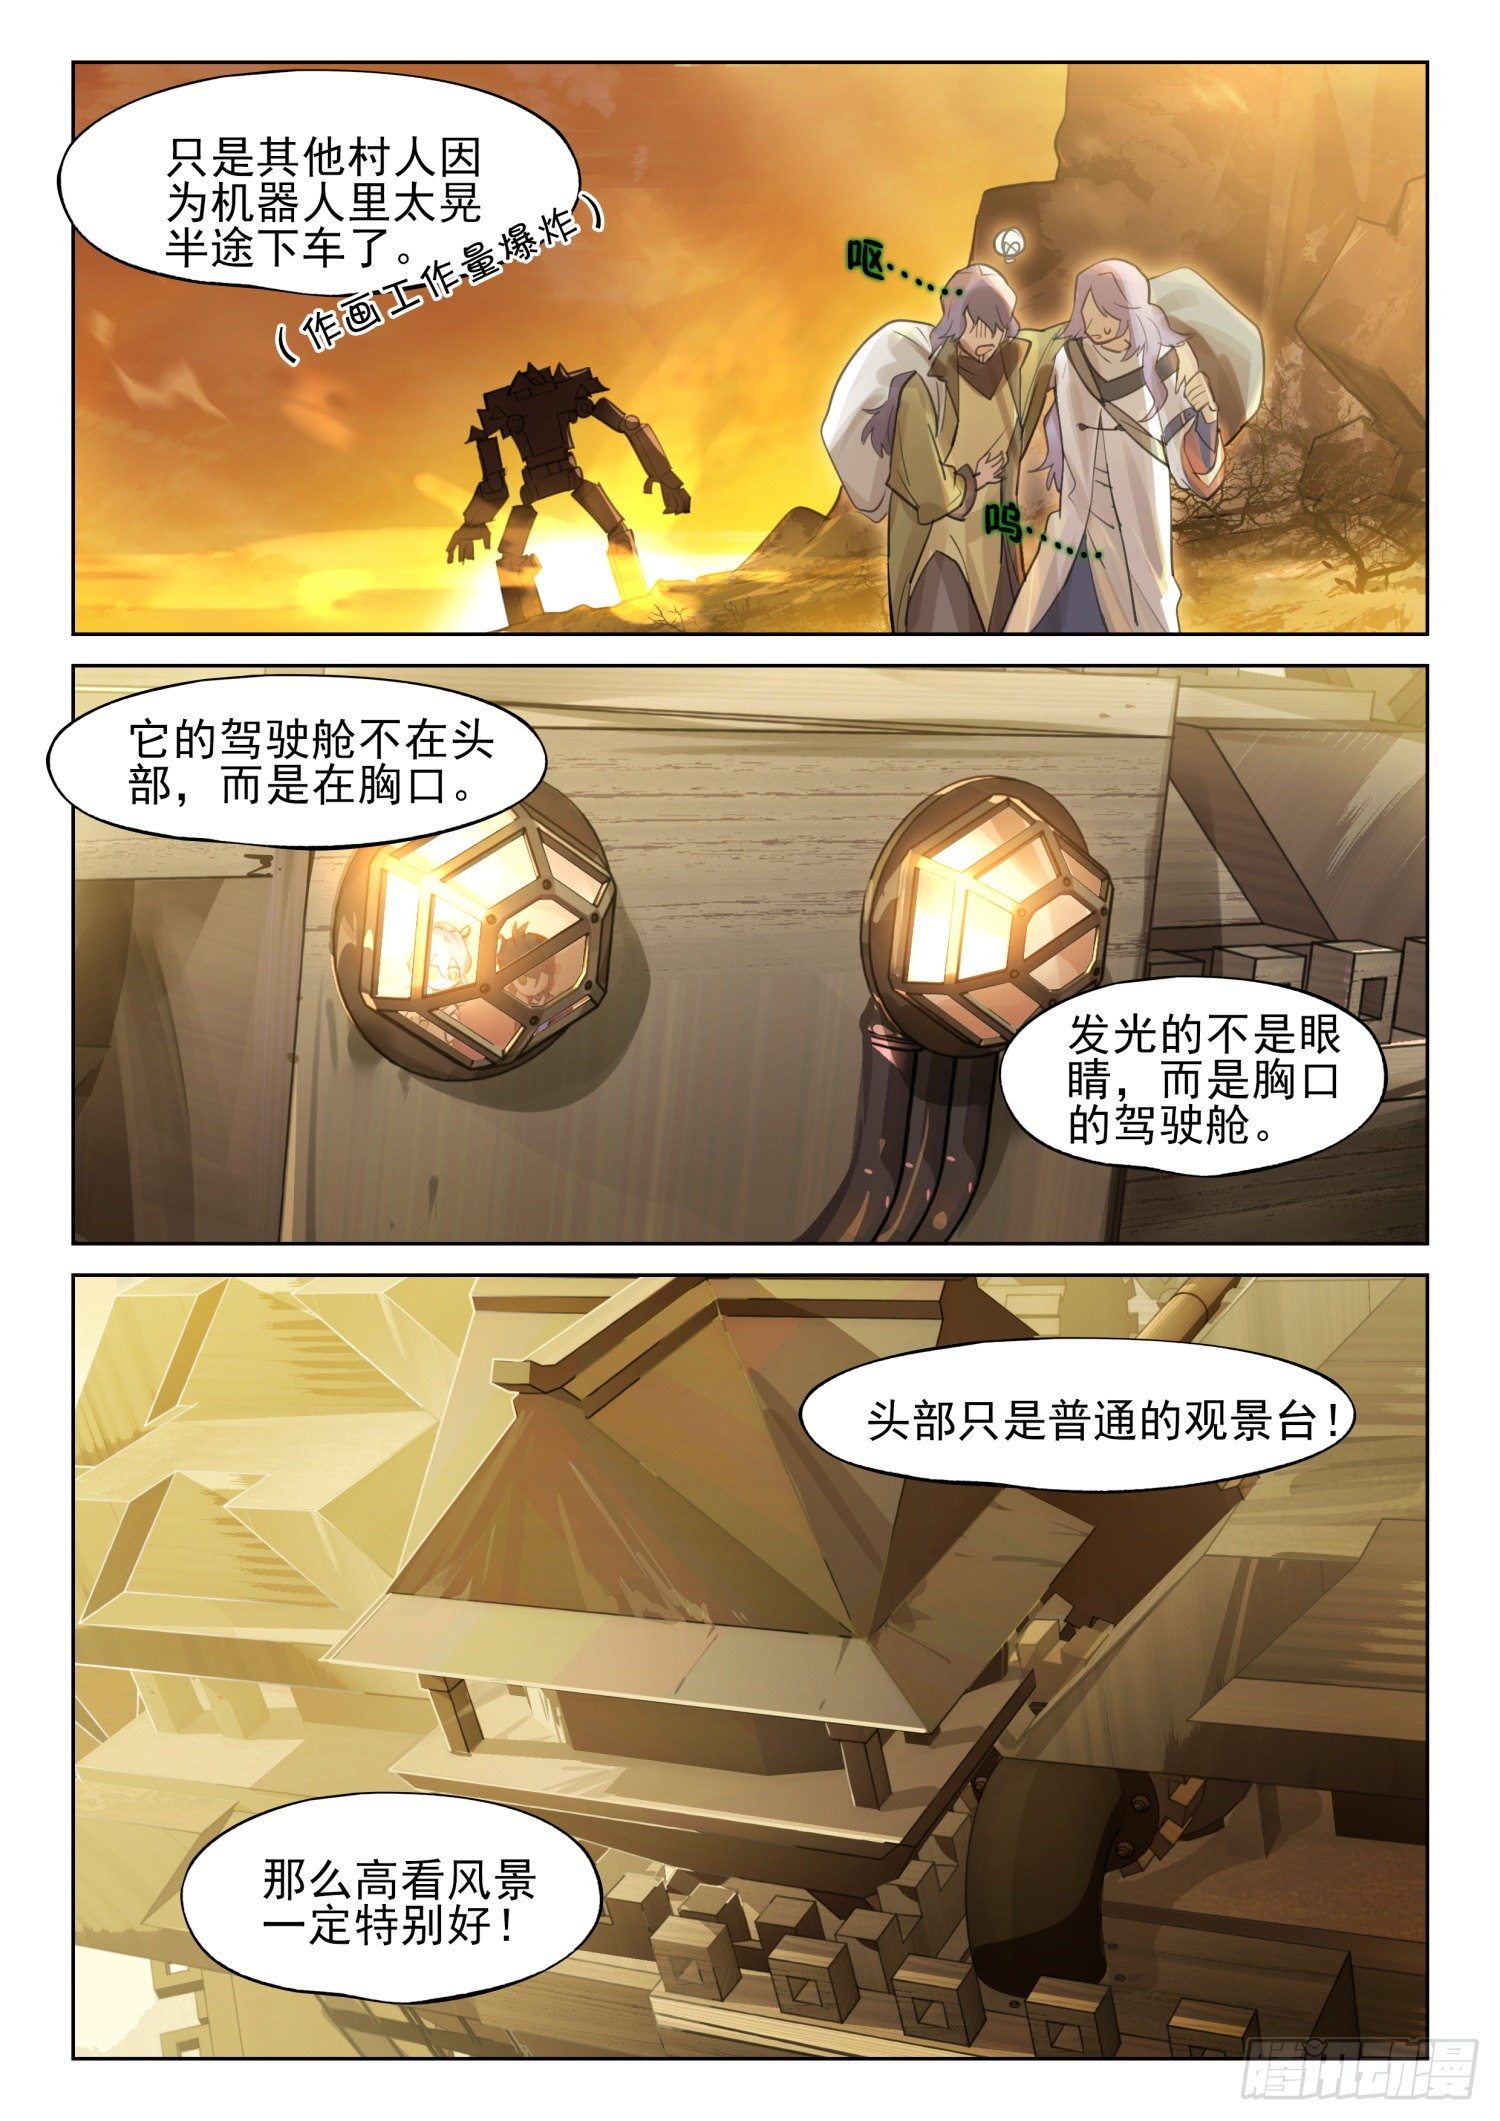 只是其他村人因
为机器人里太晃
半途下车了。
（作画工作量爆炸）
呕……
呜……
它的驾驶舱不在头
部，而是在胸口。
发光的不是眼
睛，而是胸口
的驾驶舱。
头部只是普通的观景台！
那么高看风景
一定特别好！
腾讯动漫